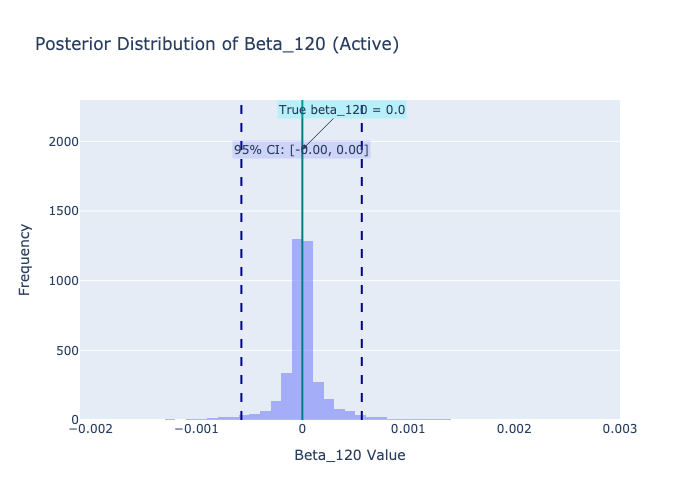 Posterior Distribution of Beta_120 (Active)
True beta_120 = 0.0
95% CI: [-0.00, 0.00]
2000
1500
1000
500
0
Frequency
−0.002
−0.001
0
0.001
0.002
0.003
Beta_120 Value